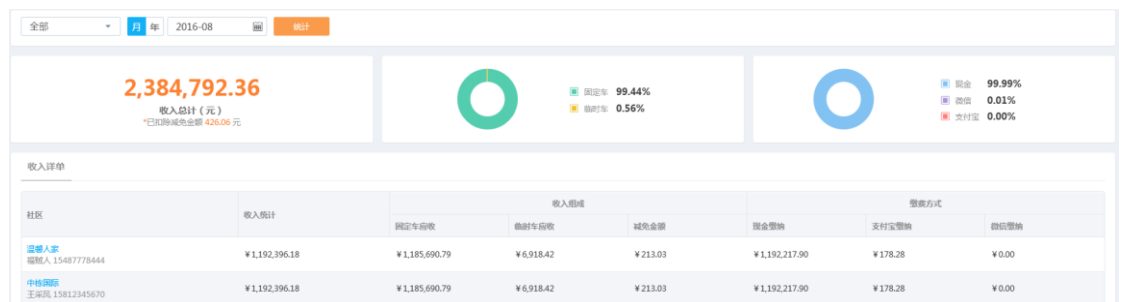 全部 月 年 2016-08 统计
2,384,792.36
收入总计（元）
*已扣除减免金额 426.06 元
固定车 99.44%
临时车 0.56%
现金 99.99%
微信 0.01%
支付宝 0.00%
收入详单
社区 收入统计 收入组成 缴费方式
固定车应收 临时车应收 减免金额 现金缴纳 支付宝缴纳 微信缴纳
温馨人家 ¥1,192,396.18 ¥1,185,690.79 ¥6,918.42 ¥213.03 ¥1,192,217.90 ¥178.28 ¥0.00
15487778444
中核国际 ¥1,192,396.18 ¥1,185,690.79 ¥6,918.42 ¥213.03 ¥1,192,217.90 ¥178.28 ¥0.00
王采凤 15812345670